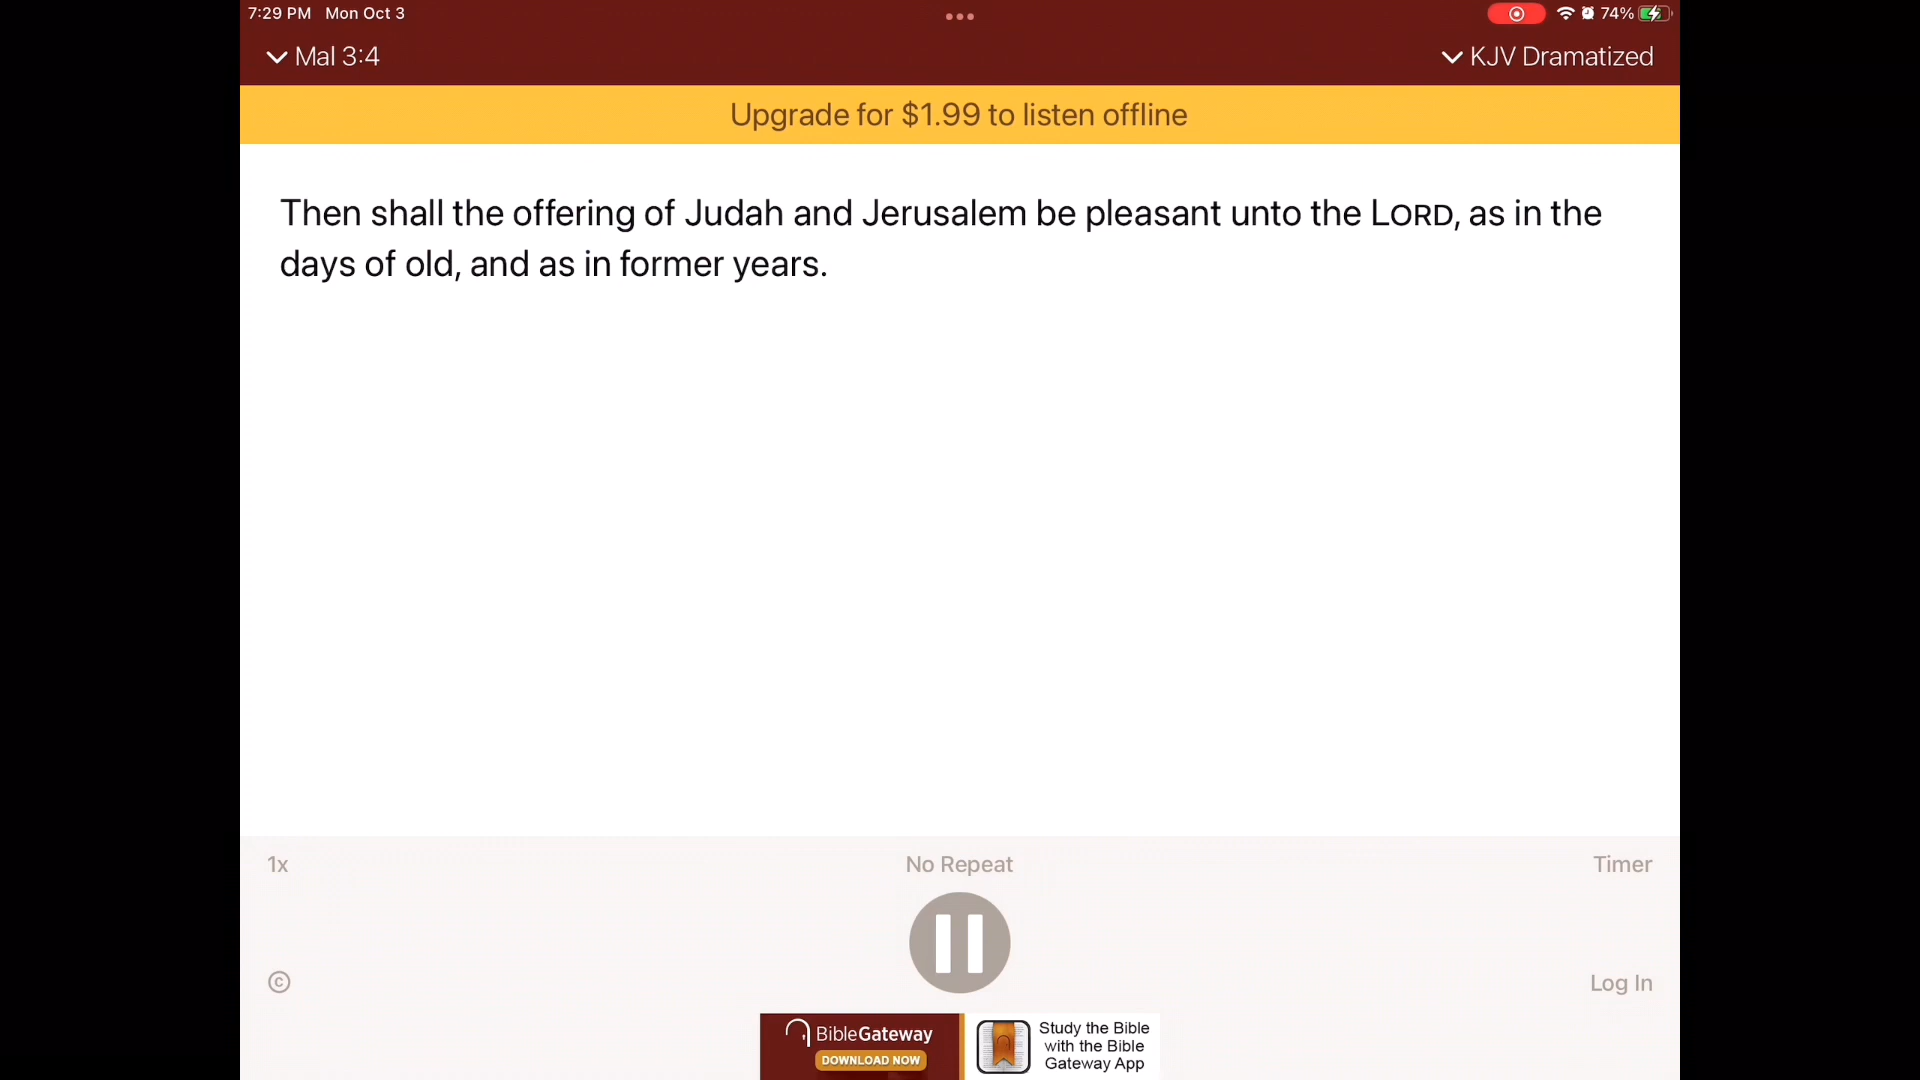 7:29 PM Mon Oct 3
74%
Mal 3:4
KJV Dramatized
Upgrade for $1.99 to listen offline
Then shall the offering of Judah and Jerusalem be pleasant unto the LORD, as in the
days of old, and as in former years.
1x
No Repeat
Timer
©
Log In
BibleGateway
DOWNLOAD NOW
Study the Bible
with the Bible
Gateway App